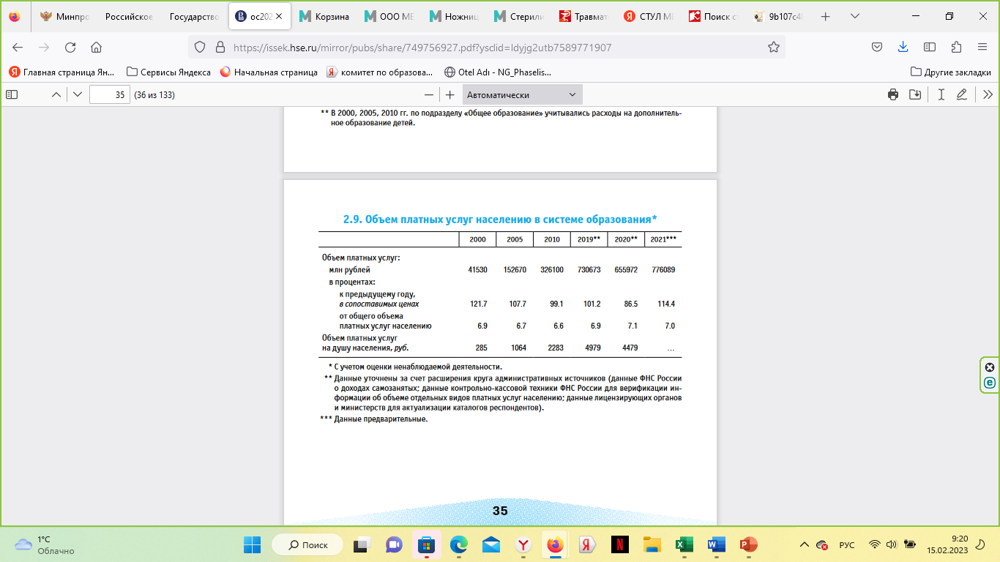 Минпро
Российское
Государство
ос202
Корзина
ООО МЕ
Ножниц
Стерили
Травмат
СТУЛ МІ
Поиск с
9b107c4
https://issek.hse.ru/mirror/pubs/share/749756927.pdf?ysclid=ldyjg2utb7589771907
Главная страница Ян...
Сервисы Яндекса
Начальная страница
комитет по образова...
Otel Adı - NG_Phaselis...
Другие закладки
35 (36 из 133)
Автоматически
** В 2000, 2005, 2010 гг. по подразделу «Общее образование» учитывались расходы на дополнитель-
ное образование детей.
2.9. Объем платных услуг населению в системе образования*
2000 2005 2010 2019** 2020** 2021***
Объем платных услуг:
млн рублей 41530 152670 326100 730673 655972 776089
в процентах:
к предыдущему году,
в сопоставимых ценах 121.7 107.7 99.1 101.2 86.5 114.4
от общего объема
платных услуг населению 6.9 6.7 6.6 6.9 7.1 7.0
Объем платных услуг
на душу населения, руб. 285 1064 2283 4979 4479 ...
* С учетом оценки ненаблюдаемой деятельности.
** Данные уточнены за счет расширения круга административных источников (данные ФНС России
о доходах самозанятых; данные контрольно-кассовой техники ФНС России для верификации ин-
формации об объеме отдельных видов платных услуг населению; данные лицензирующих органов
и министерств для актуализации каталогов респондентов).
*** Данные предварительные.
35
1°C
Облачно
Поиск
РУС
9:20
15.02.2023